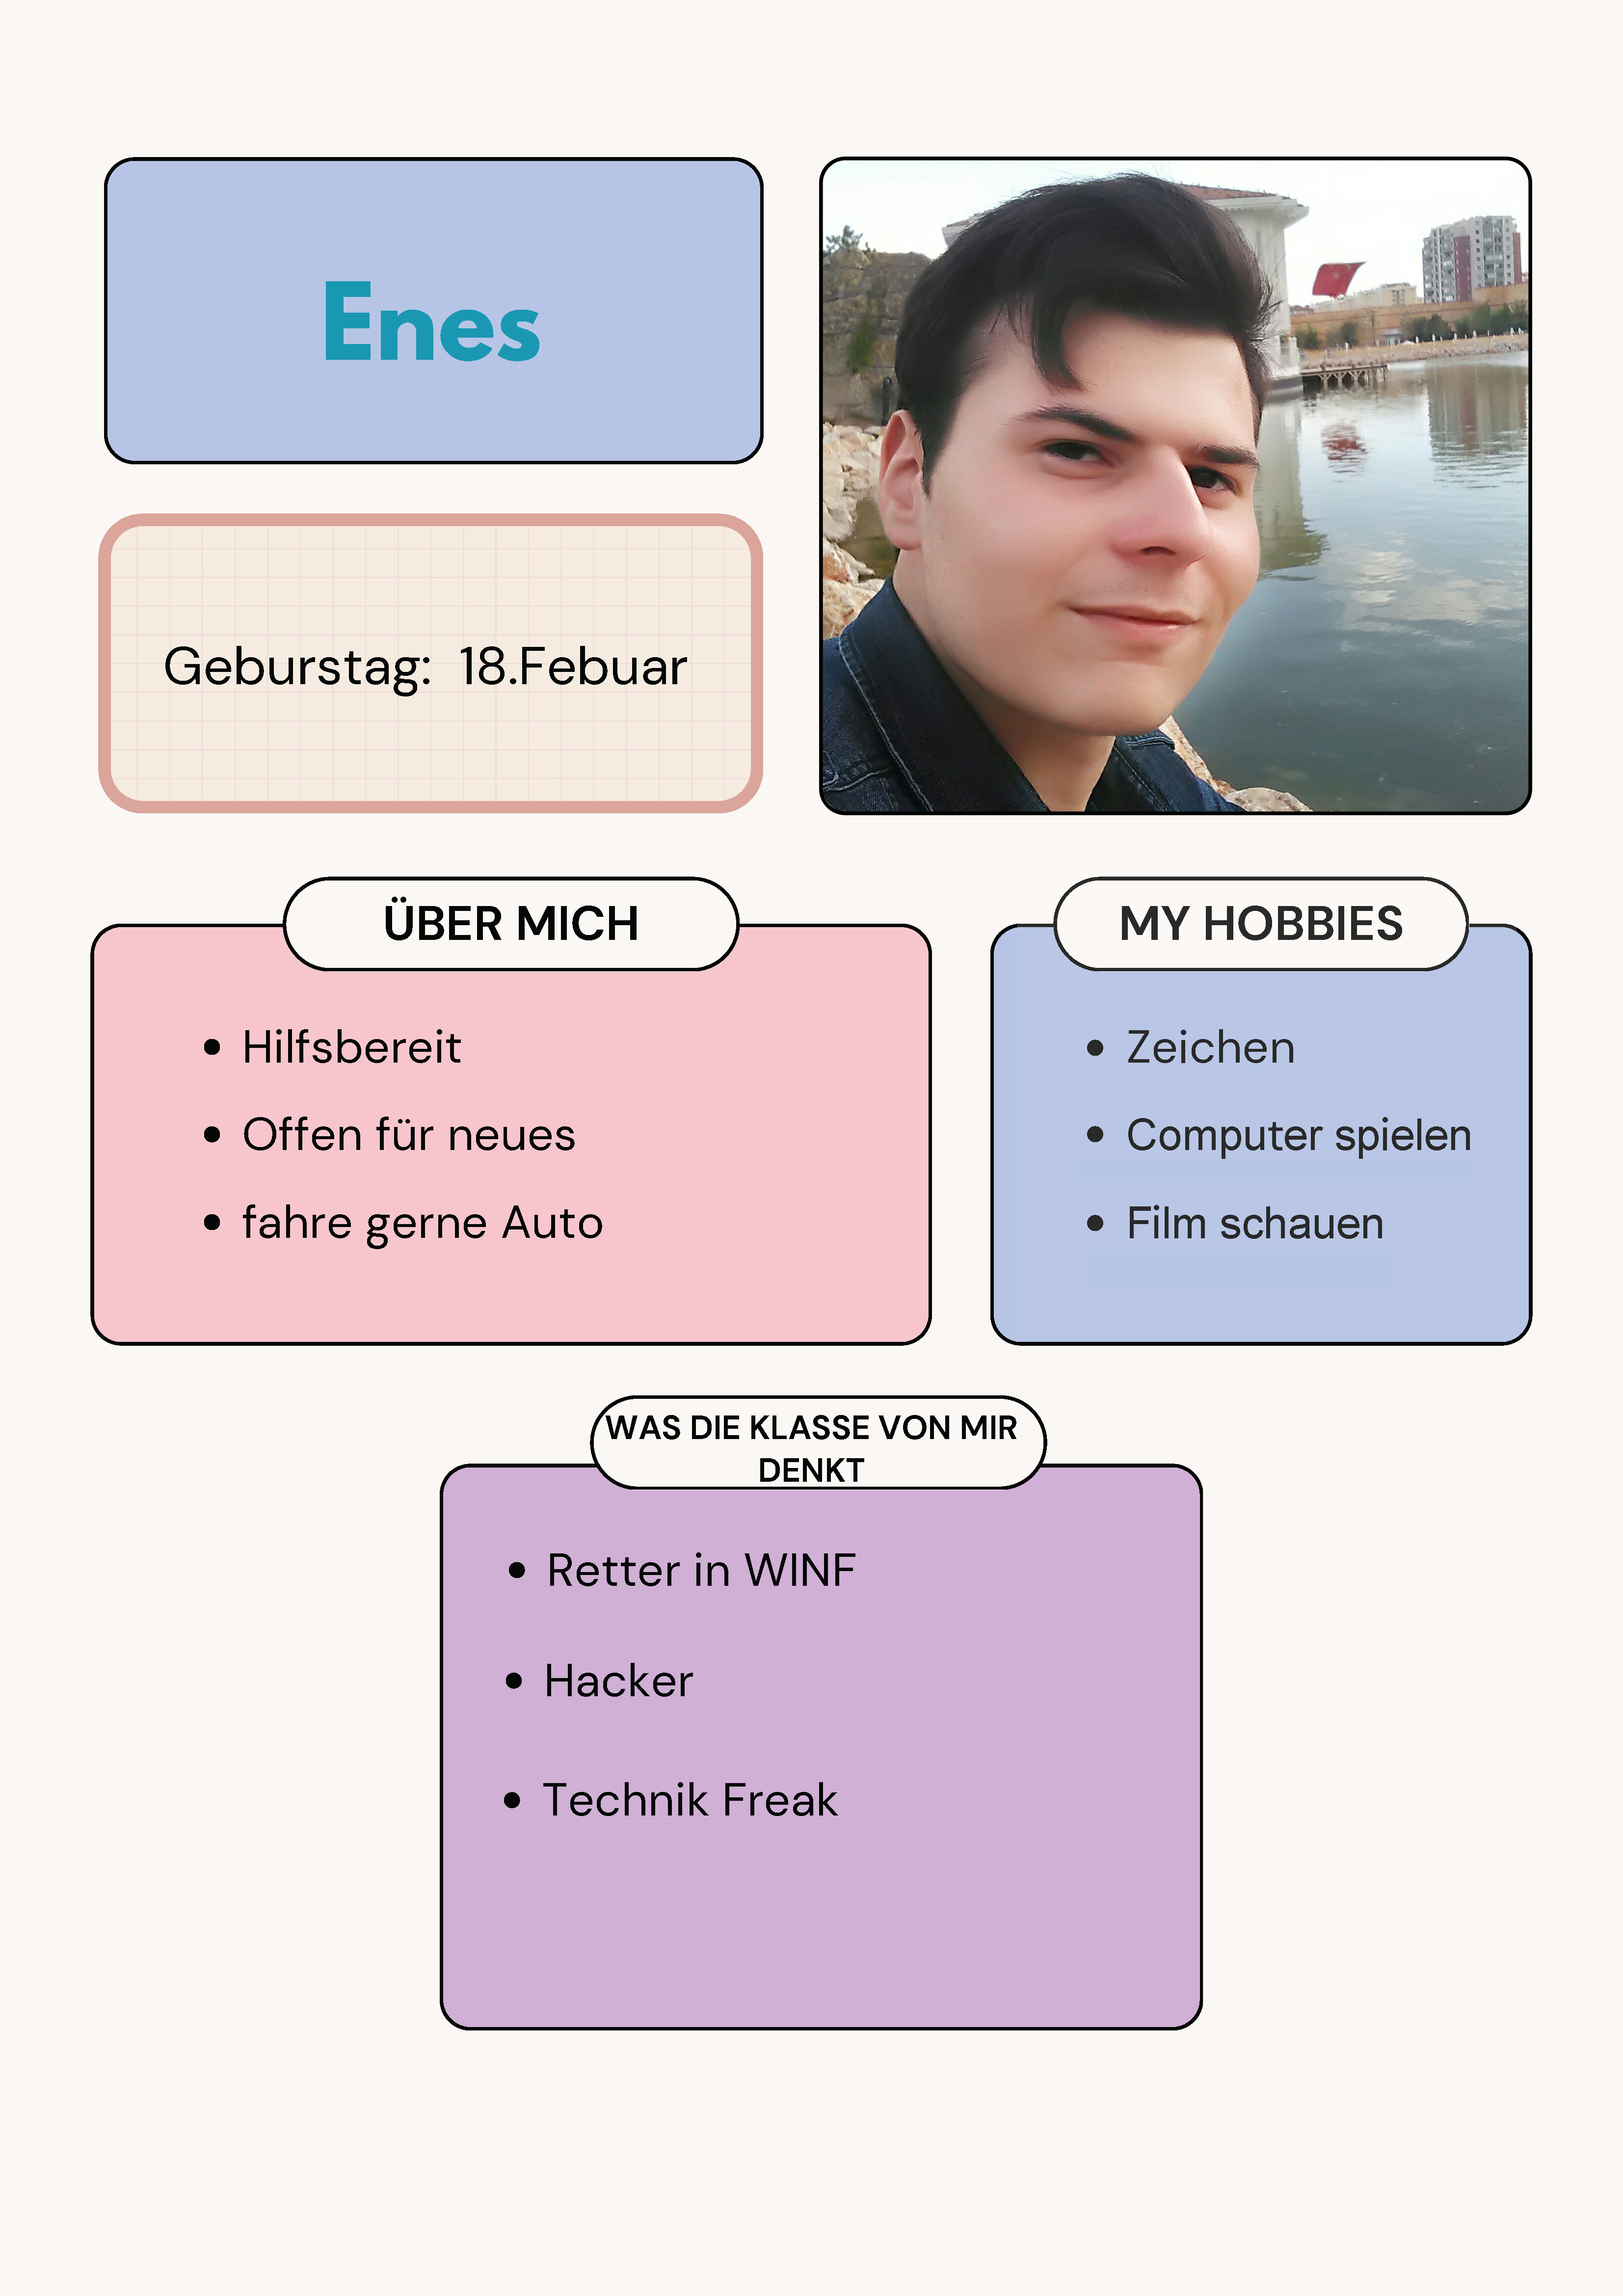 Enes
Geburstag:  18.Febuar
ÜBER MICH
• Hilfsbereit
• Offen für neues
• fahre gerne Auto
MY HOBBIES
• Zeichen
• Computer spielen
• Film schauen
WAS DIE KLASSE VON MIR
DENKT
• Retter in WINF
• Hacker
• Technik Freak